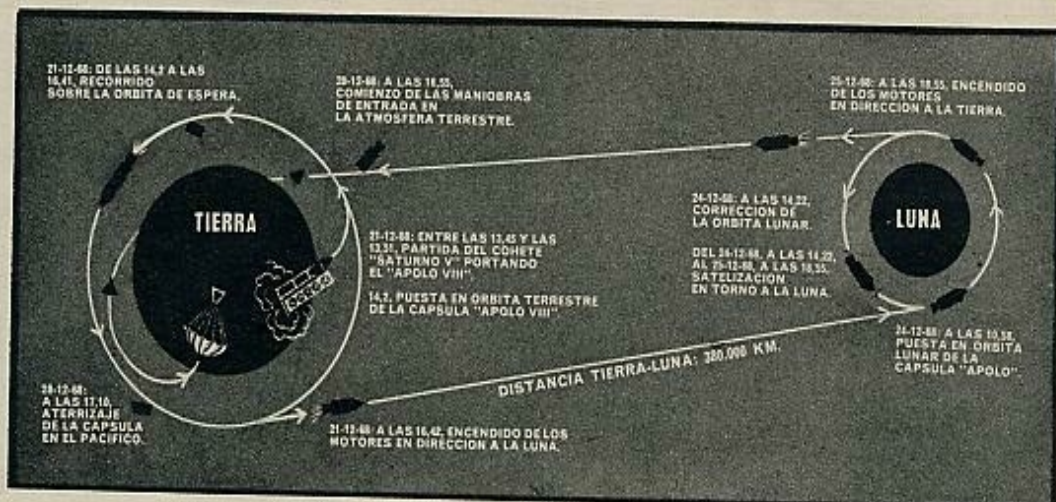 21-12-68: DE LAS 14,2 A LAS
16,41, RECORRIDO
SOBRE LA ORBITA DE ESPERA.
28-12-68: A LAS 16,55,
COMIENZO DE LAS MANIOBRAS
DE ENTRADA EN
LA ATMOSFERA TERRESTRE.
25-12-68: A LAS 18,55, ENCENDIDO
DE LOS MOTORES
EN DIRECCION A LA TIERRA.
TIERRA
LUNA
24-12-68: A LAS 14,22,
CORRECCION DE
LA ORBITA LUNAR.
21-12-68: ENTRE LAS 13,45 Y LAS
13,51, PARTIDA DEL COHETE
"SATURNO V" PORTANDO
EL "APOLO VIII".
DEL 24-12-68, A LAS 14,22,
AL 25-12-68, A LAS 18,55,
SATELIZACION
EN TORNO A LA LUNA.
14,2, PUESTA EN ORBITA TERRESTRE
DE LA CAPSULA "APOLO VIII".
24-12-68: A LAS 10,58,
PUESTA EN ORBITA
LUNAR DE LA
CAPSULA "APOLO".
DISTANCIA TIERRA-LUNA: 380.000 KM.
28-12-68:
A LAS 17,10,
ATERRIZAJE
DE LA CAPSULA
EN EL PACIFICO.
21-12-68: A LAS 16,42, ENCENDIDO DE LOS
MOTORES EN DIRECCION A LA LUNA.